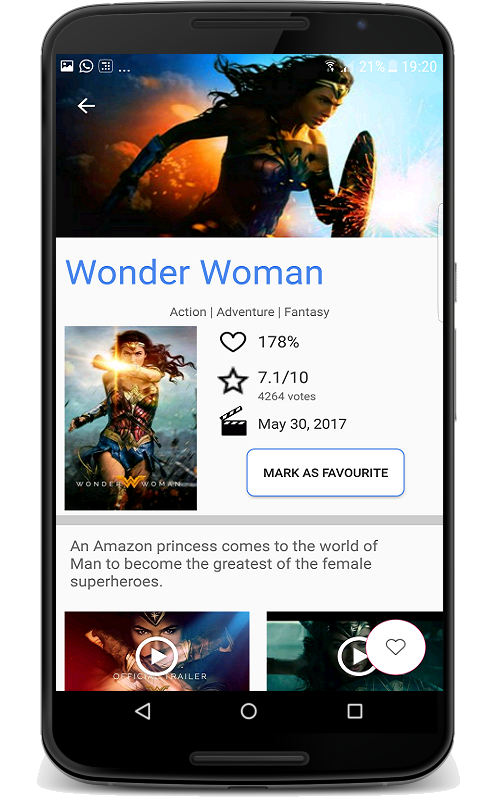 ... 21% 19:20
Wonder Woman
Action | Adventure | Fantasy
178%
7.1/10
4264 votes
May 30, 2017
WONDER WOMAN
MARK AS FAVOURITE
An Amazon princess comes to the world of
Man to become the greatest of the female
superheroes.
OFFICIAL TRAILER